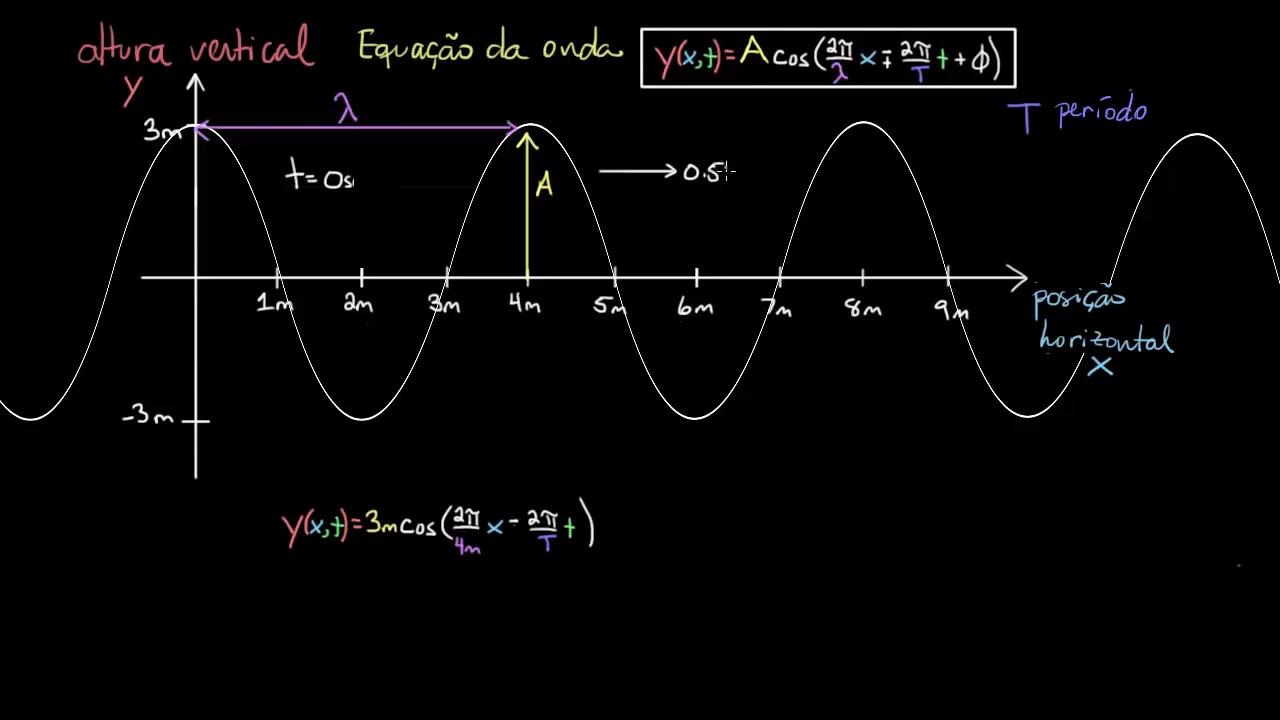 altura vertical Equação da onda y(x,t)=A cos(2π/λ x ∓ 2π/T t + φ)
y
λ
T período
3m
t=0s
A
0.5
1m 2m 3m 4m 5m 6m 7m 8m 9m
posição
horizontal
x
-3m
y(x,t)=3m cos(2π/4m x - 2π/T t)